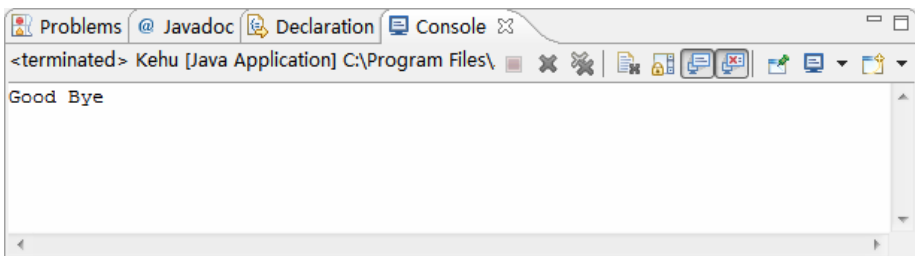 Problems @ Javadoc Declaration Console
<terminated> Kehu [Java Application] C:\Program Files\
Good Bye